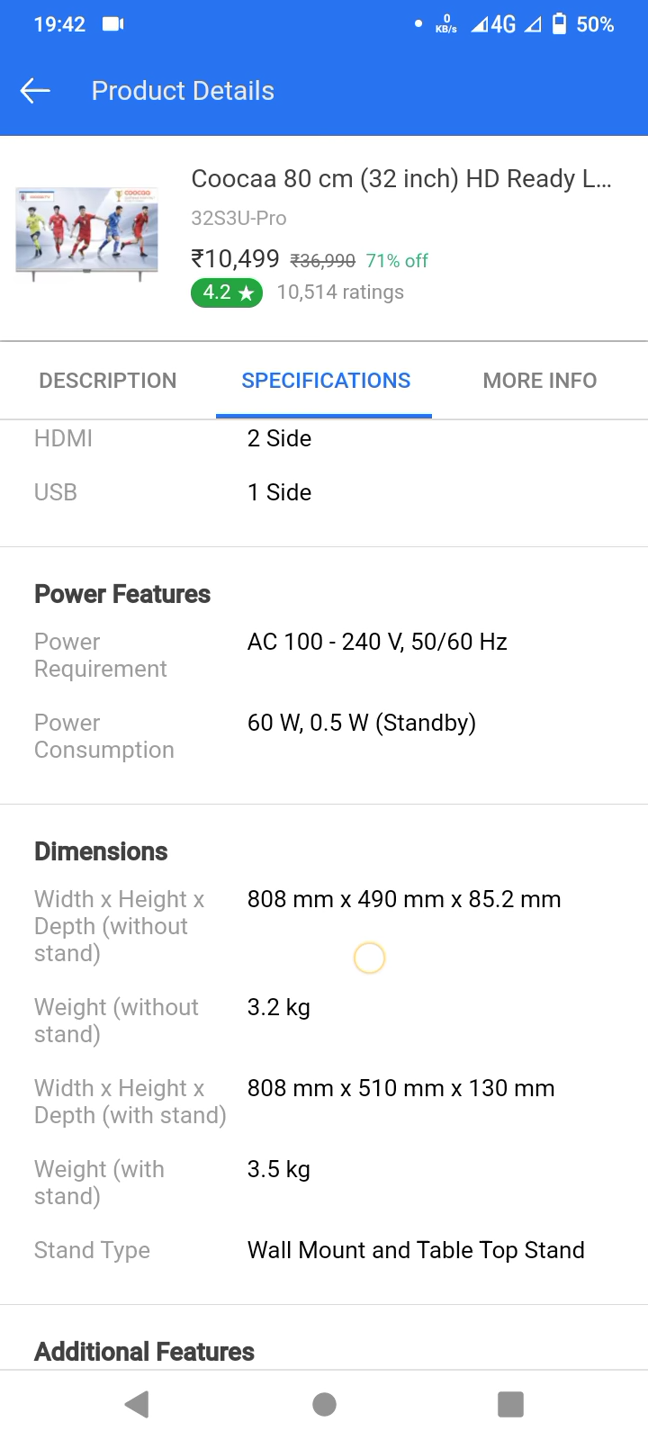 19:42
0
KB/s
4G
50%
Product Details
Coocaa 80 cm (32 inch) HD Ready L...
32S3U-Pro
₹10,499 ₹36,990 71% off
4.2 ★ 10,514 ratings
DESCRIPTION
SPECIFICATIONS
MORE INFO
HDMI 2 Side
USB 1 Side
Power Features
Power
Requirement
AC 100 - 240 V, 50/60 Hz
Power
Consumption
60 W, 0.5 W (Standby)
Dimensions
Width x Height x
Depth (without
stand)
808 mm x 490 mm x 85.2 mm
Weight (without
stand)
3.2 kg
Width x Height x
Depth (with stand)
808 mm x 510 mm x 130 mm
Weight (with
stand)
3.5 kg
Stand Type Wall Mount and Table Top Stand
Additional Features